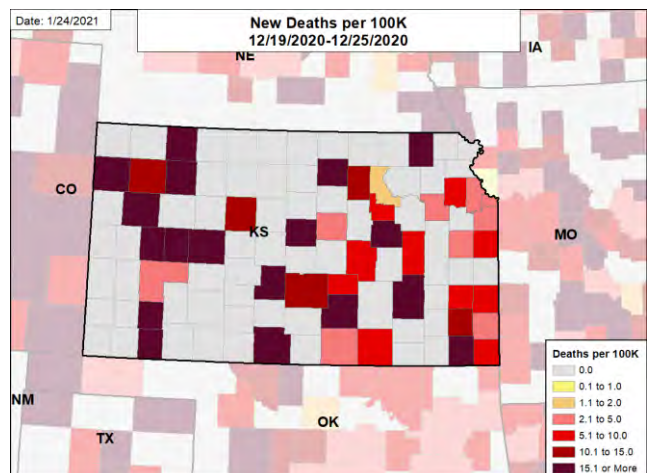 Date: 1/24/2021
New Deaths per 100K
12/19/2020-12/25/2020
NE
IA
CO
KS
MO
Deaths per 100K
0.0
0.1 to 1.0
1.1 to 2.0
2.1 to 5.0
5.1 to 10.0
10.1 to 15.0
15.1 or More
NM
OK
TX